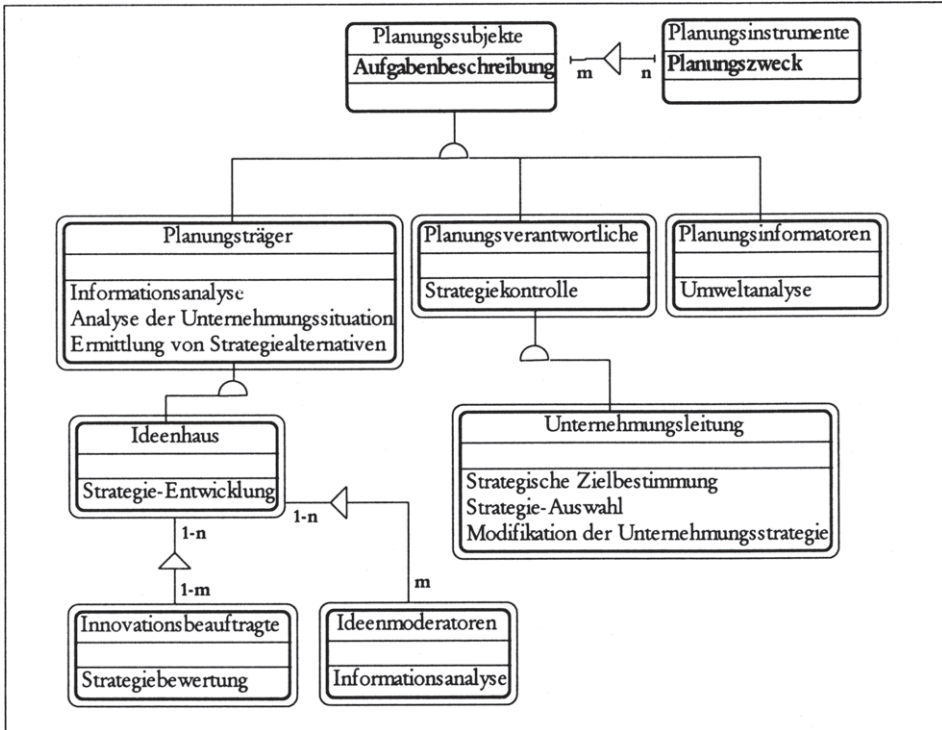 Planungssubjekte
Aufgabenbeschreibung
m
n
Planungsinstrumente
Planungszweck
Planungsträger
Informationsanalyse
Analyse der Unternehmungssituation
Ermittlung von Strategiealternativen
Planungsverantwortliche
Strategiekontrolle
Planungsinformatoren
Umweltanalyse
Ideenhaus
Strategie-Entwicklung
1-n
1-n
1-m
m
Unternehmungsleitung
Strategische Zielbestimmung
Strategie-Auswahl
Modifikation der Unternehmungsstrategie
Innovationsbeauftragte
Strategiebewertung
Ideenmoderatoren
Informationsanalyse